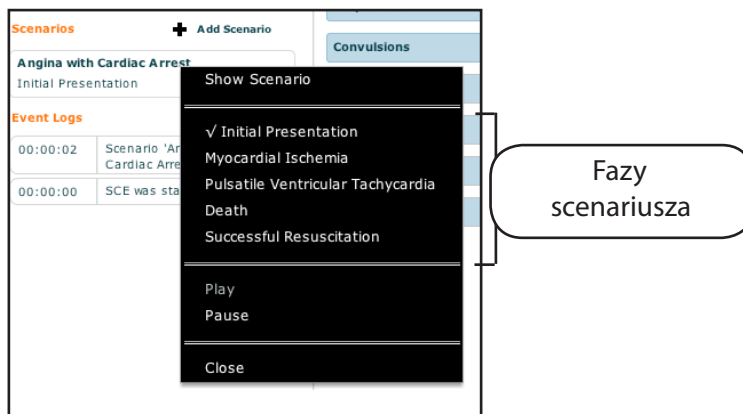 Scenarios
Add Scenario
Angina with Cardiac Arrest
Initial Presentation
Event Logs
00:00:02 Scenario 'An
Cardiac Arre
00:00:00 SCE was sta
Convulsions
Show Scenario
√ Initial Presentation
Myocardial Ischemia
Pulsatile Ventricular Tachycardia
Death
Successful Resuscitation
Play
Pause
Close
Fazy
scenariusza